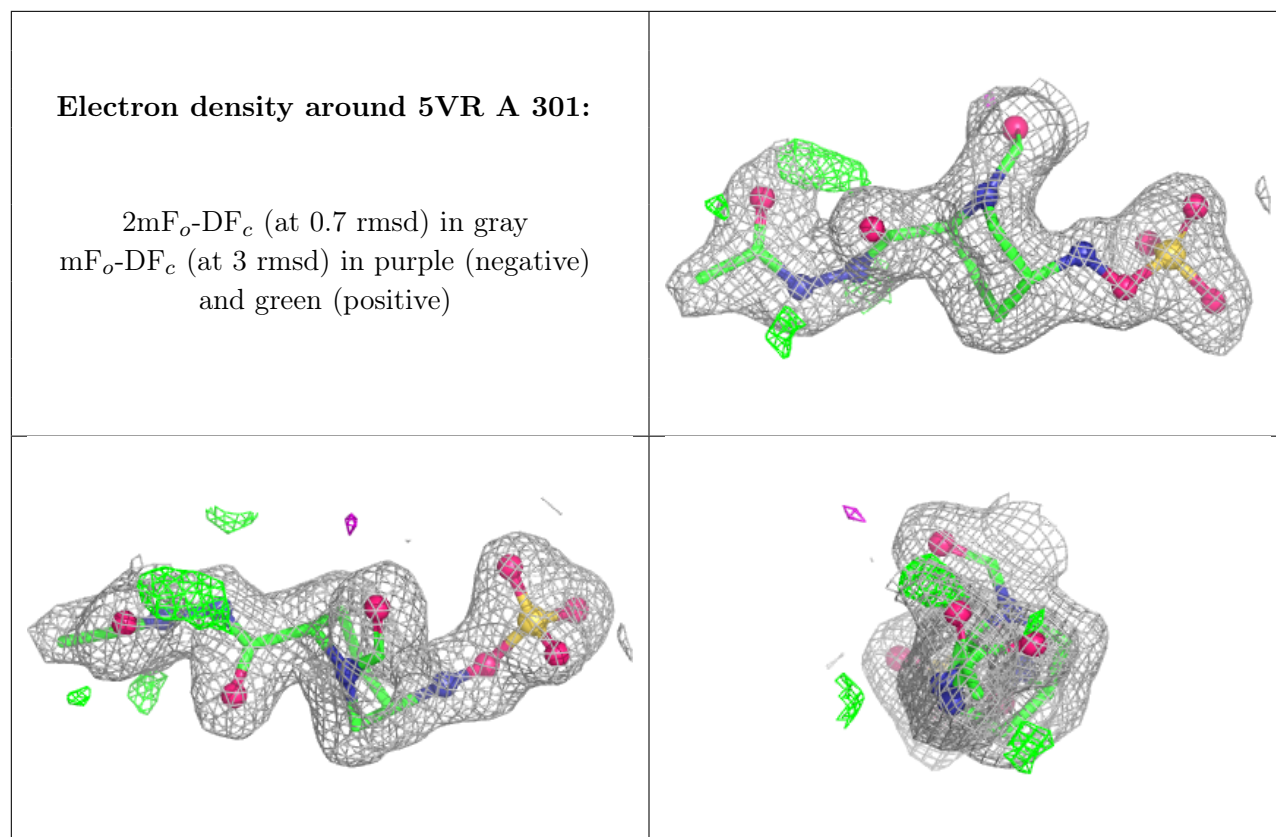 Electron density around 5VR A 301:
2mFₒ-DF𝒸 (at 0.7 rmsd) in gray
mFₒ-DF𝒸 (at 3 rmsd) in purple (negative)
and green (positive)